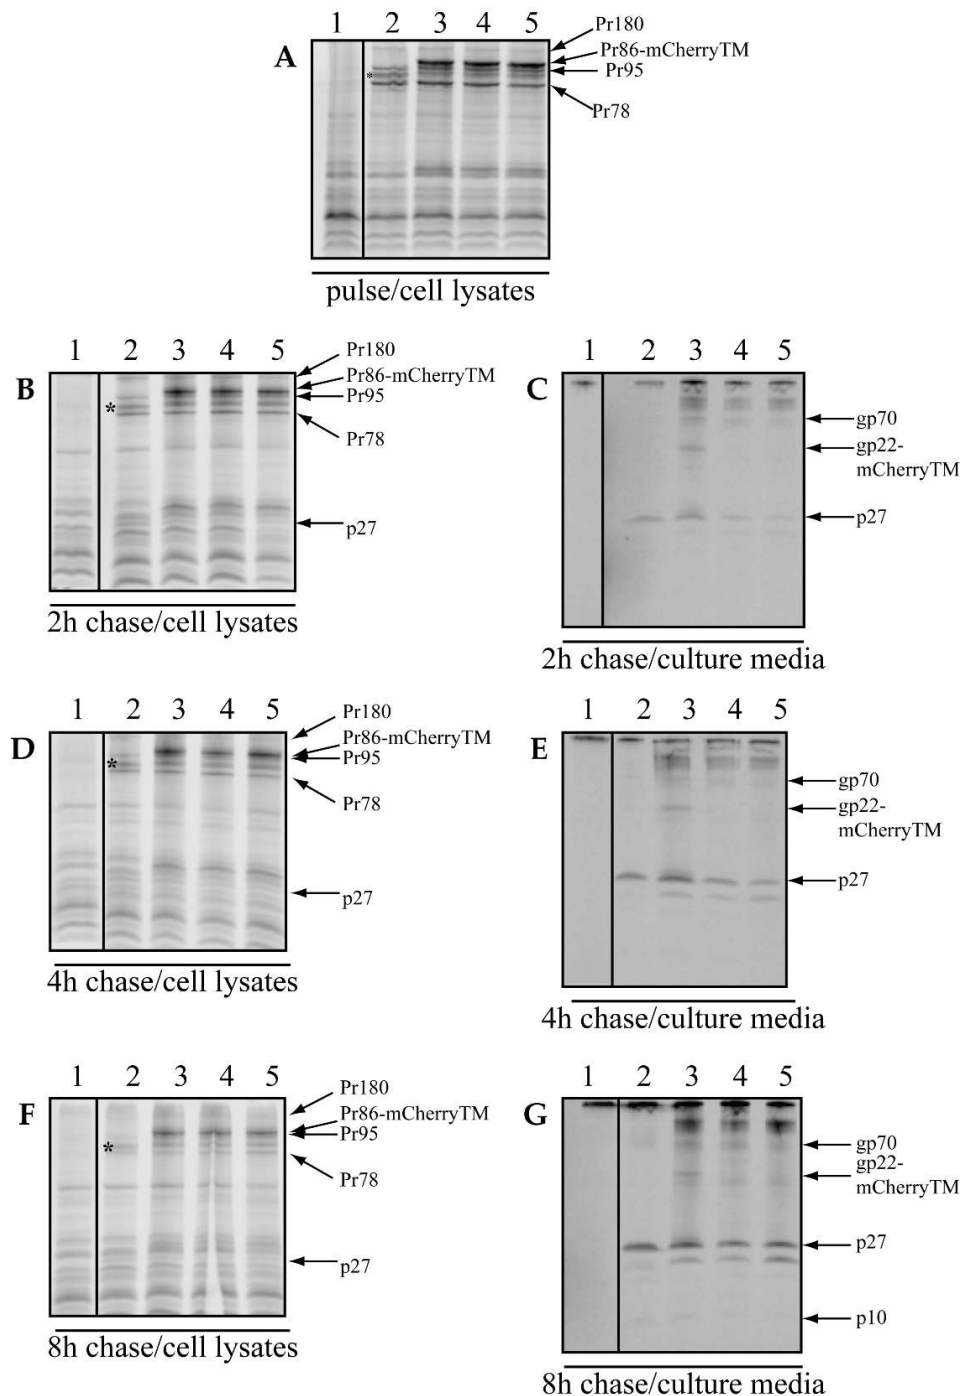 A
1 2 3 4 5
Pr180
Pr86-mCherryTM
Pr95
*
Pr78
pulse/cell lysates
B
1 2 3 4 5
Pr180
Pr86-mCherryTM
Pr95
*
Pr78
p27
2h chase/cell lysates
C
1 2 3 4 5
gp70
gp22-
mCherryTM
p27
2h chase/culture media
D
1 2 3 4 5
Pr180
Pr86-mCherryTM
Pr95
*
Pr78
p27
4h chase/cell lysates
E
1 2 3 4 5
gp70
gp22-
mCherryTM
p27
4h chase/culture media
F
1 2 3 4 5
Pr180
Pr86-mCherryTM
Pr95
*
Pr78
p27
8h chase/cell lysates
G
1 2 3 4 5
gp70
gp22-
mCherryTM
p27
p10
8h chase/culture media